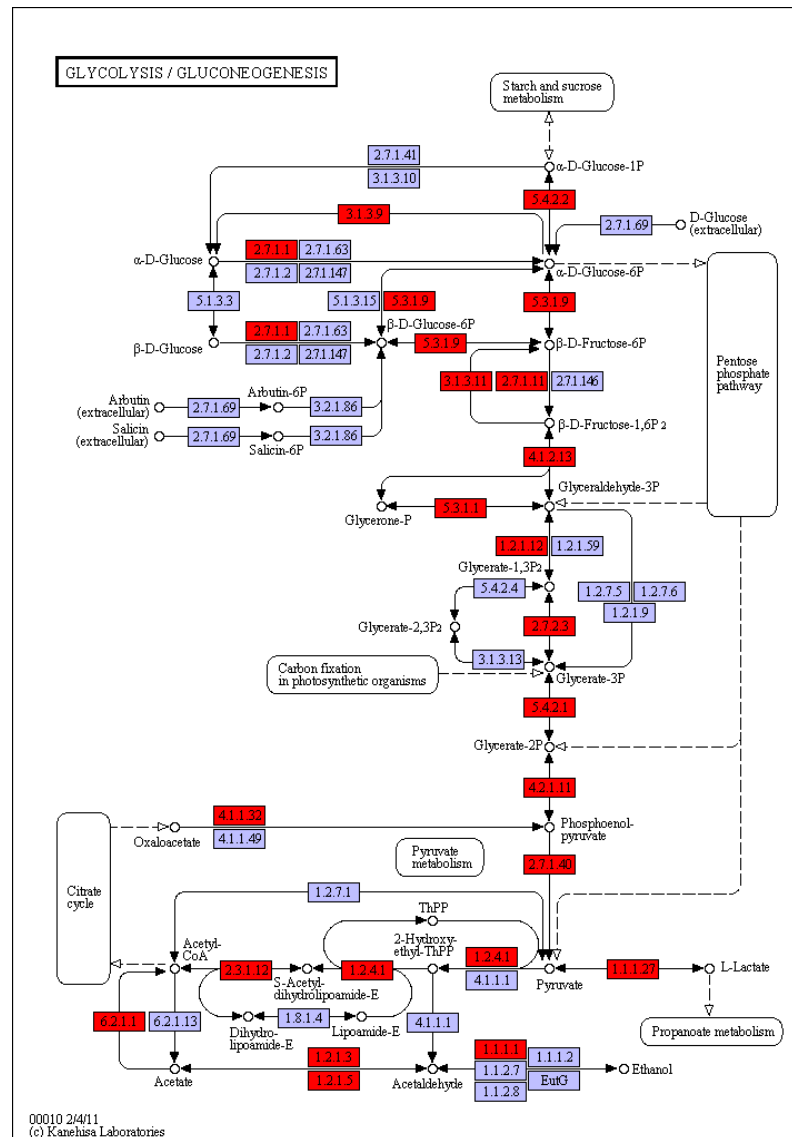 GLYCOLYSIS / GLUCONEOGENESIS
Starch and sucrose
metabolism
2.7.1.41
3.1.3.10
α-D-Glucose-1P
5.4.2.2
3.1.3.9
2.7.1.69
D-Glucose
(extracellular)
2.7.1.1
2.7.1.63
α-D-Glucose
2.7.1.2
2.7.1.147
α-D-Glucose-6P
5.1.3.3
5.1.3.15
5.3.1.9
5.3.1.9
β-D-Glucose-6P
2.7.1.1
2.7.1.63
β-D-Glucose
5.3.1.9
β-D-Fructose-6P
2.7.1.2
2.7.1.147
Pentose
phosphate
pathway
3.1.3.11
2.7.1.11
2.7.1.146
Arbutin-6P
Arbutin
(extracellular)
2.7.1.69
3.2.1.86
Salicin
(extracellular)
2.7.1.69
3.2.1.86
Salicin-6P
β-D-Fructose-1,6P2
4.1.2.13
Glyceraldehyde-3P
5.3.1.1
Glycerone-P
1.2.1.12
1.2.1.59
Glycerate-1,3P2
5.4.2.4
1.2.7.5
1.2.7.6
1.2.1.9
Glycerate-2,3P2
2.7.2.3
3.1.3.13
Carbon fixation
in photosynthetic organisms
Glycerate-3P
5.4.2.1
Glycerate-2P
4.2.1.11
4.1.1.32
Oxaloacetate
4.1.1.49
Phosphoenol-
pyruvate
Pyruvate
metabolism
2.7.1.40
Citrate
cycle
1.2.7.1
ThPP
2-Hydroxy-
ethyl-ThPP
Acetyl-
CoA
2.3.1.12
1.2.4.1
1.2.4.1
4.1.1.1
Pyruvate
1.1.1.27
L-Lactate
S-Acetyl-
dihydrolipoamide-E
6.2.1.1
6.2.1.13
1.8.1.4
4.1.1.1
Dihydro-
lipoamide-E
Lipoamide-E
Propanoate metabolism
1.2.1.3
1.2.1.5
Acetate
Acetaldehyde
1.1.1.1
1.1.1.2
1.1.2.7
EutG
1.1.2.8
Ethanol
00010 2/4/11
(c) Kanehisa Laboratories